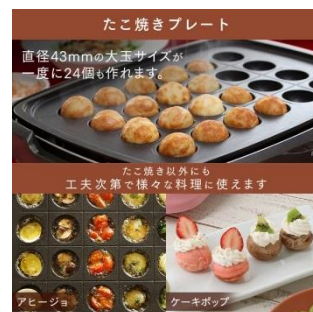 たこ焼きプレート
直径43mmの大玉サイズが
一度に24個も作れます。
たこ焼き以外にも
工夫次第で様々な料理に使えます
アヒージョ
ケーキポップ